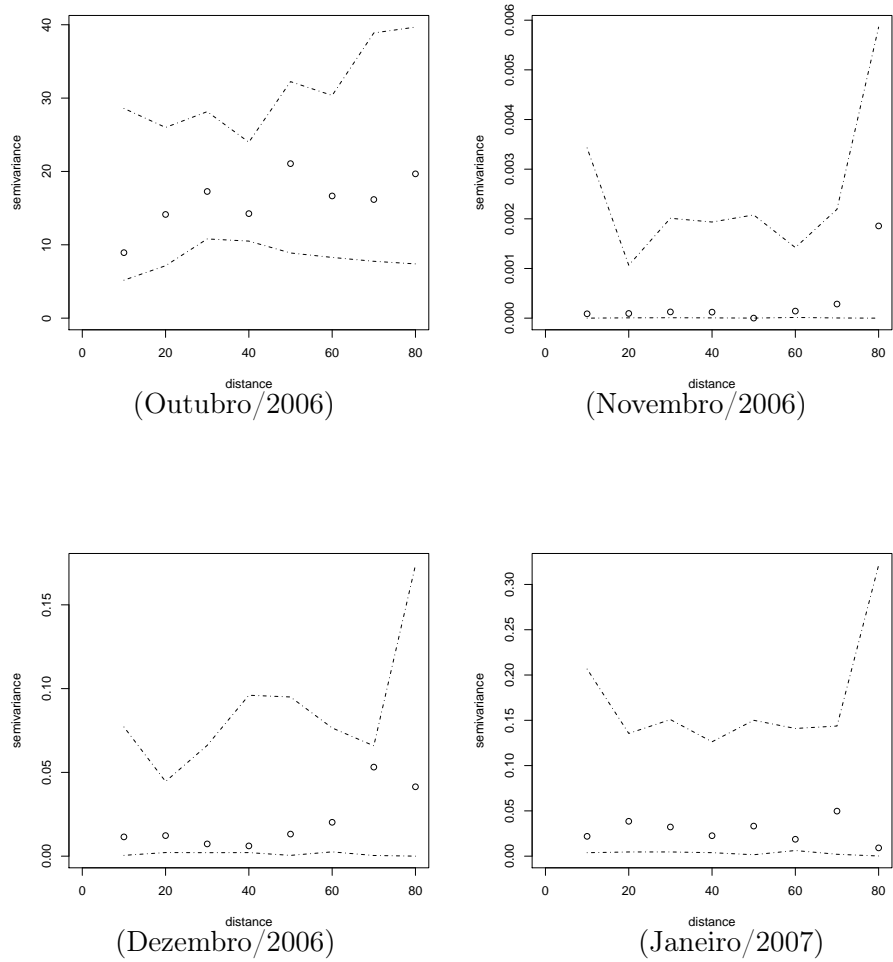 semivariance
40
30
20
10
0
0 20 40 60 80
distance
(Outubro/2006)
semivariance
0.006
0.005
0.004
0.003
0.002
0.001
0.000
0 20 40 60 80
distance
(Novembro/2006)
semivariance
0.15
0.10
0.05
0.00
0 20 40 60 80
distance
(Dezembro/2006)
semivariance
0.30
0.25
0.20
0.15
0.10
0.05
0.00
0 20 40 60 80
distance
(Janeiro/2007)